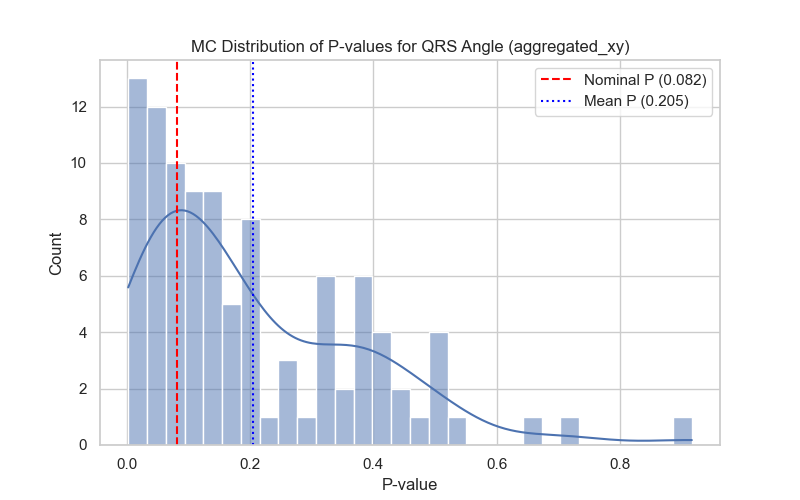 MC Distribution of P-values for QRS Angle (aggregated_xy)
Nominal P (0.082)
Mean P (0.205)
12
10
8
6
4
2
0
Count
0.0 0.2 0.4 0.6 0.8
P-value